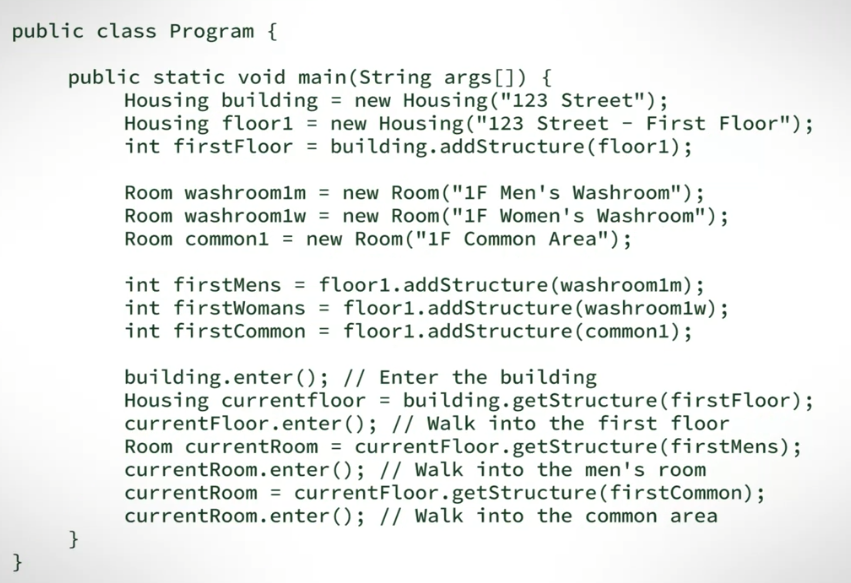 public class Program {
public static void main(String args[]) {
Housing building = new Housing("123 Street");
Housing floor1 = new Housing("123 Street - First Floor");
int firstFloor = building.addStructure(floor1);
Room washroom1m = new Room("1F Men's Washroom");
Room washroom1w = new Room("1F Women's Washroom");
Room common1 = new Room("1F Common Area");
int firstMens = floor1.addStructure(washroom1m);
int firstWomans = floor1.addStructure(washroom1w);
int firstCommon = floor1.addStructure(common1);
building.enter(); // Enter the building
Housing currentfloor = building.getStructure(firstFloor);
currentFloor.enter(); // Walk into the first floor
Room currentRoom = currentFloor.getStructure(firstMens);
currentRoom.enter(); // Walk into the men's room
currentRoom = currentFloor.getStructure(firstCommon);
currentRoom.enter(); // Walk into the common area
}
}